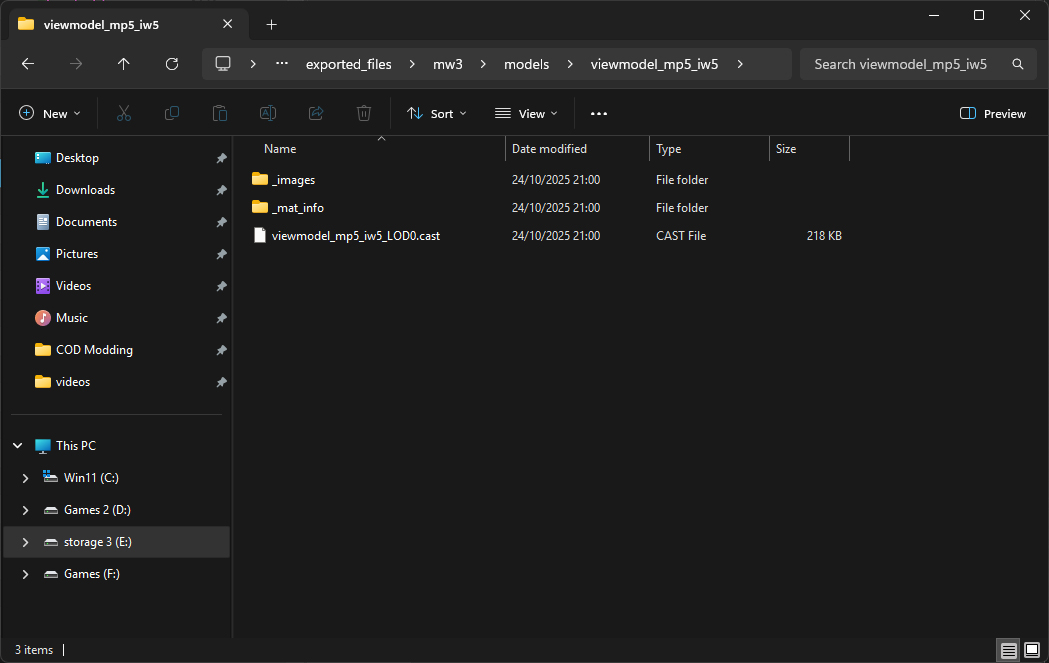 viewmodel_mp5_iw5
exported_files mw3 models viewmodel_mp5_iw5 Search viewmodel_mp5_iw5
New Sort View Preview
Name Date modified Type Size
_images 24/10/2025 21:00 File folder
_mat_info 24/10/2025 21:00 File folder
viewmodel_mp5_iw5_LOD0.cast 24/10/2025 21:00 CAST File 218 KB
Desktop
Downloads
Documents
Pictures
Videos
Music
COD Modding
videos
This PC
Win11 (C:)
Games 2 (D:)
storage 3 (E:)
Games (F:)
3 items